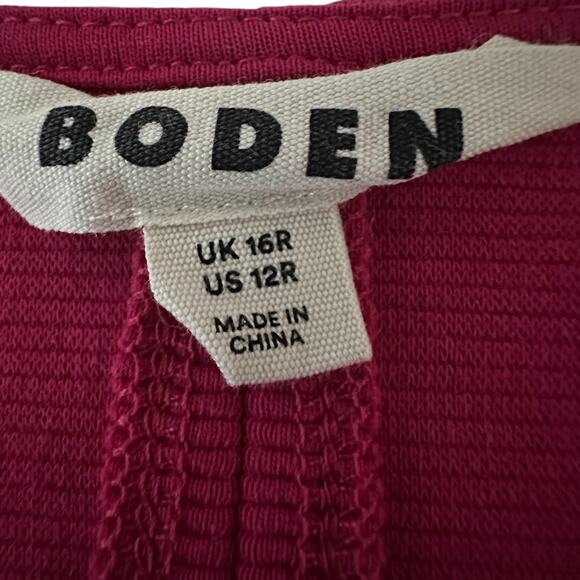 BODEN
UK 16R
US 12R
MADE IN
CHINA